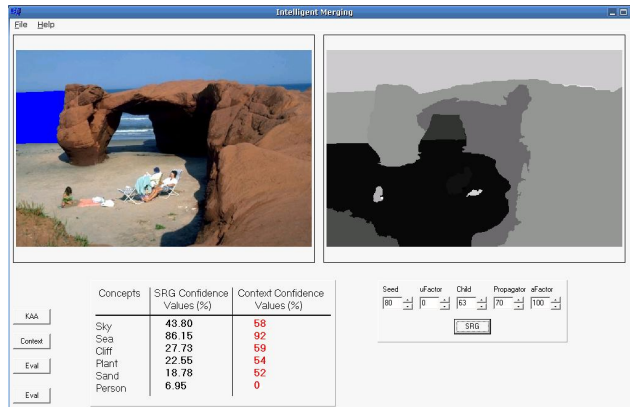 Intelligent Merging
File Help
Concepts SRG Confidence Values (%) Context Confidence Values (%)
Sky 43.80 58
Sea 86.15 92
Cliff 27.73 59
Plant 22.55 54
Sand 18.78 52
Person 6.95 0
KAA
Context
Eval
Eval
Seed uFactor Child Propagator aFactor
80 0 63 70 100
SRG